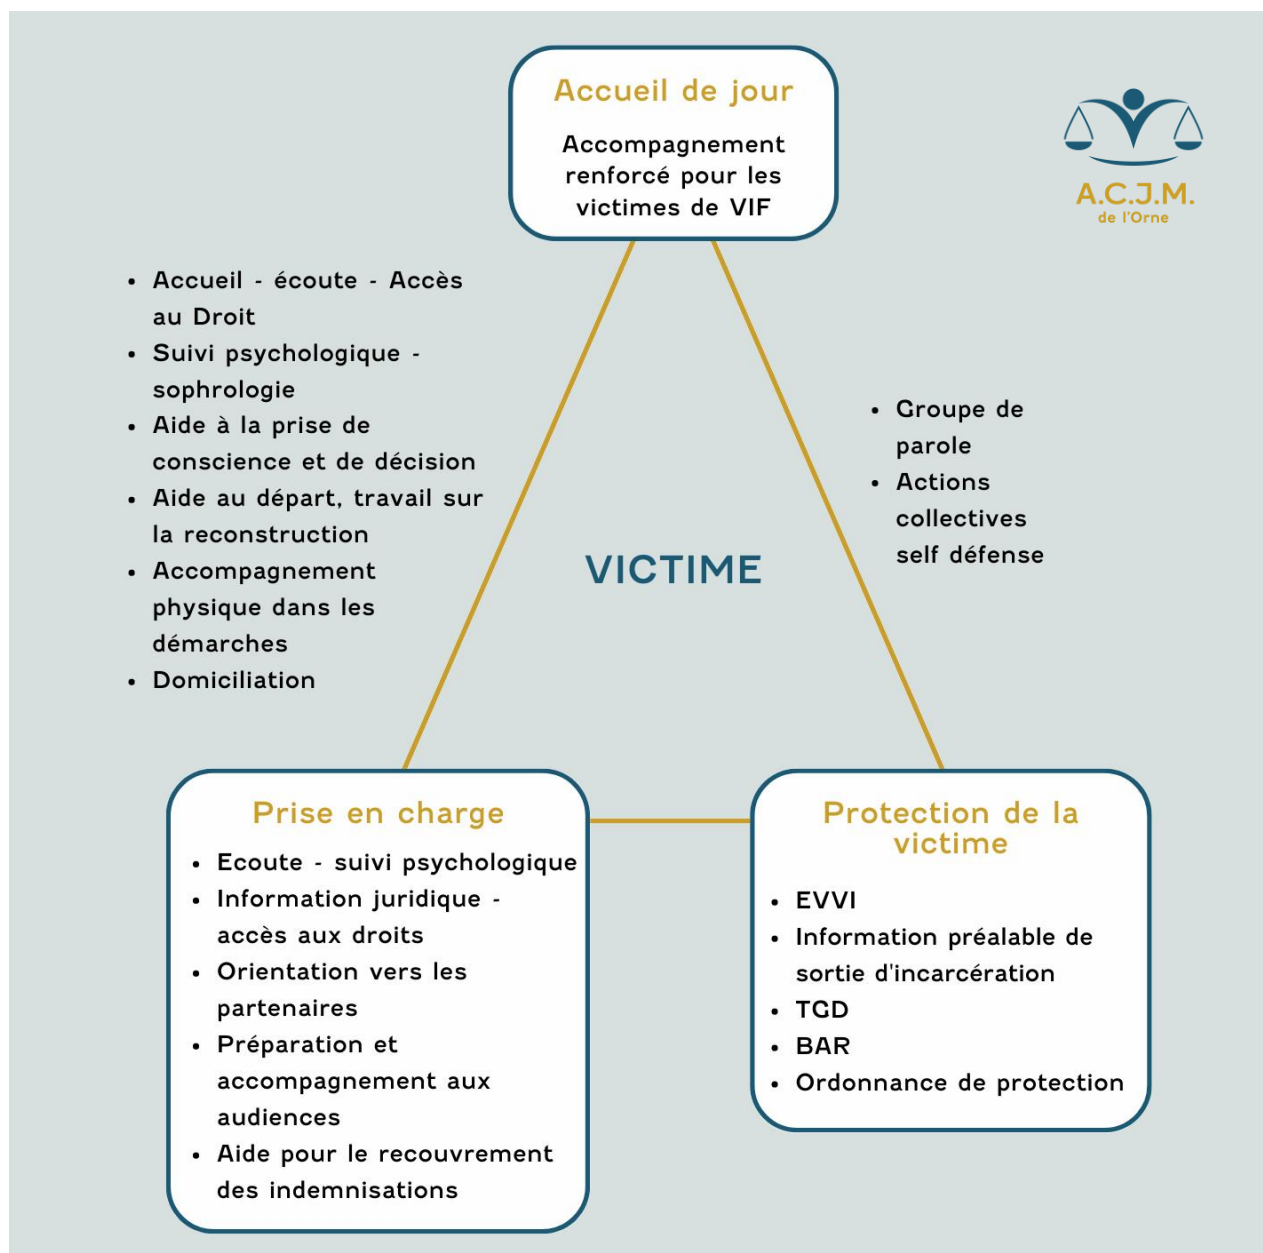 Accueil de jour
Accompagnement
renforcé pour les
victimes de VIF
A.C.J.M.
de l'Orne
• Accueil - écoute - Accès
au Droit
• Suivi psychologique -
sophrologie
• Aide à la prise de
conscience et de décision
• Aide au départ, travail sur
la reconstruction
• Accompagnement
physique dans les
démarches
• Domiciliation
• Groupe de
parole
• Actions
collectives
self défense
VICTIME
Prise en charge
• Ecoute - suivi psychologique
• Information juridique -
accès aux droits
• Orientation vers les
partenaires
• Préparation et
accompagnement aux
audiences
• Aide pour le recouvrement
des indemnisations
Protection de la
victime
• EVVI
• Information préalable de
sortie d'incarcération
• TGD
• BAR
• Ordonnance de protection